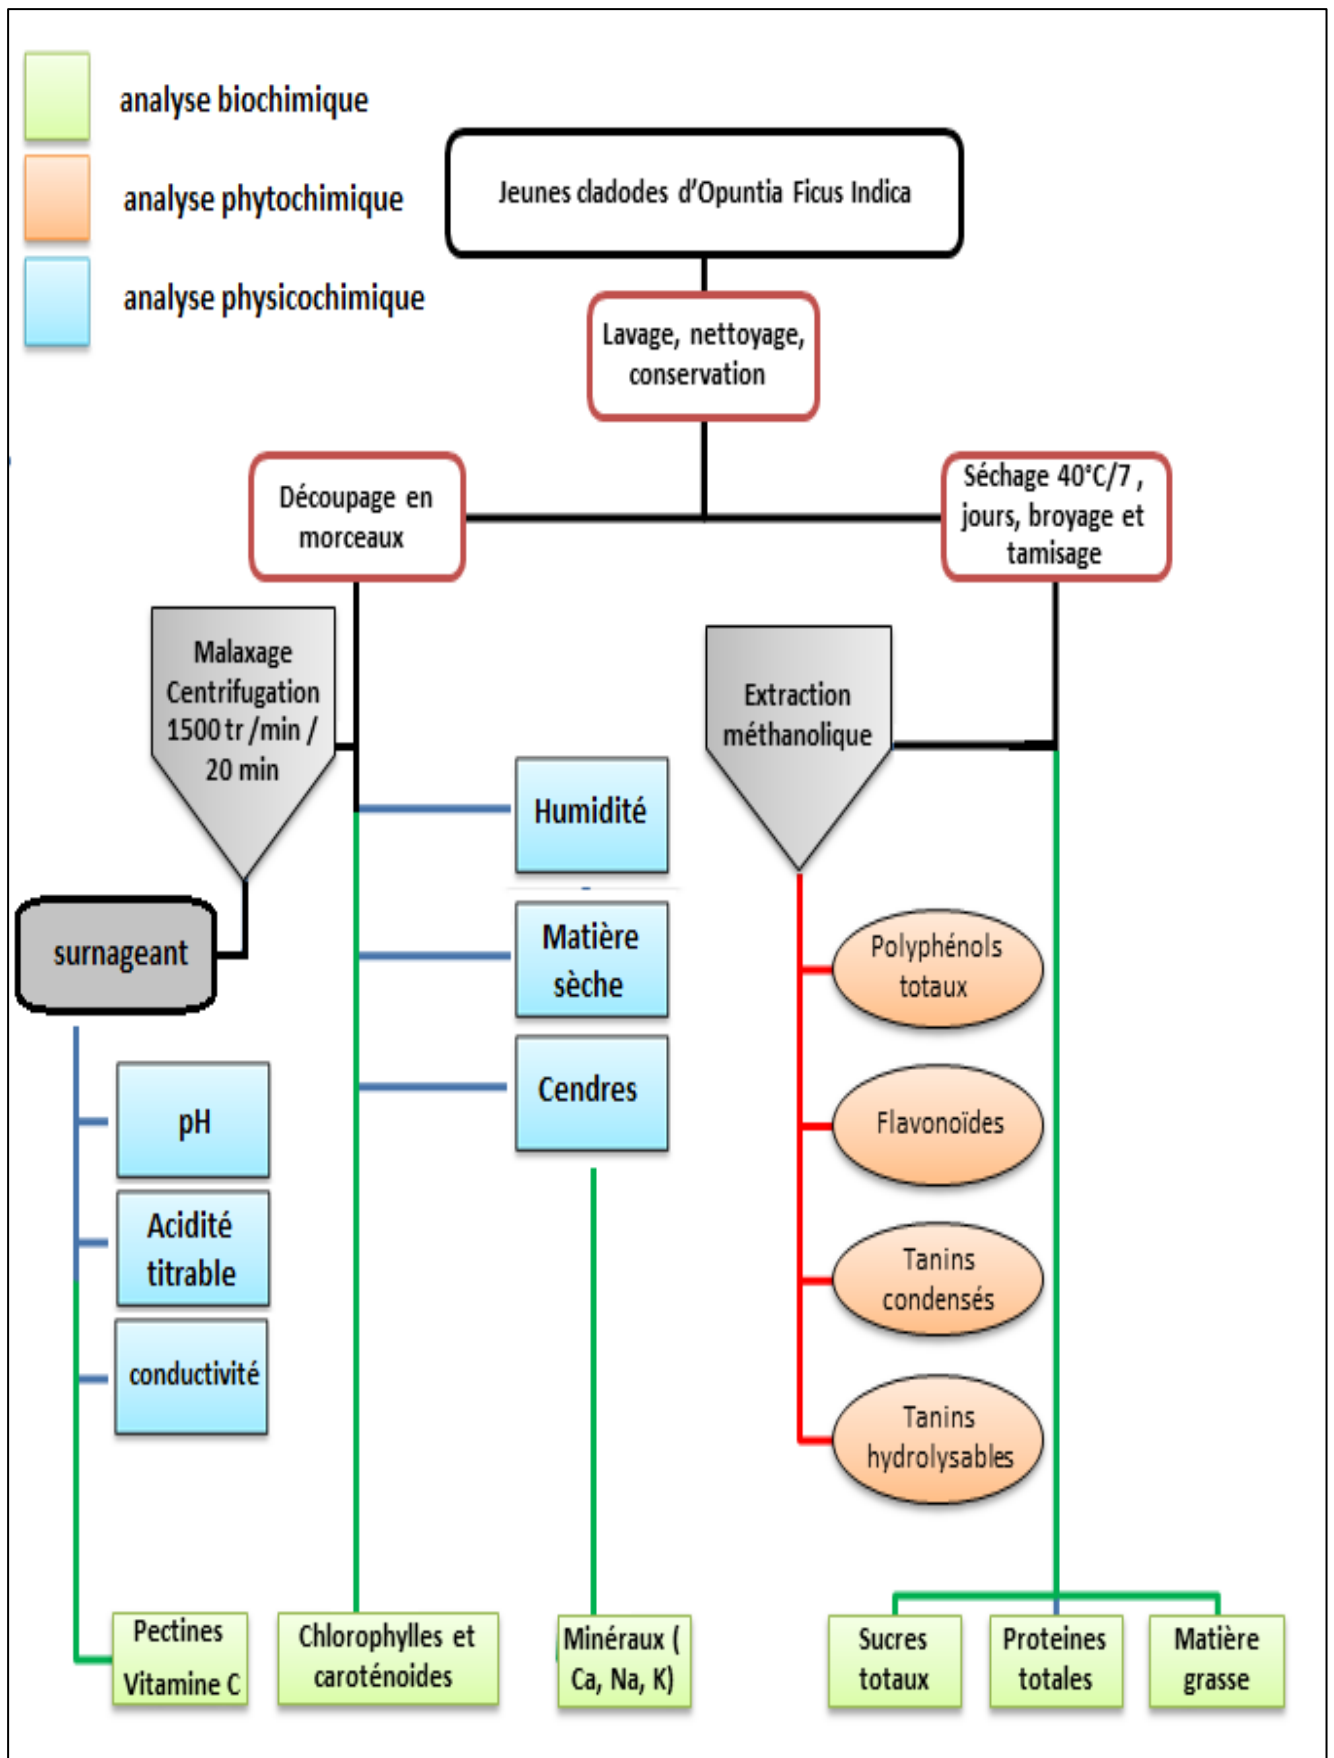 analyse biochimique
analyse phytochimique
analyse physicochimique
Jeunes cladodes d’Opuntia Ficus Indica
Lavage, nettoyage,
conservation
Découpage en
morceaux
Séchage 40°C/7 ,
jours, broyage et
tamisage
Malaxage
Centrifugation
1500 tr /min /
20 min
Extraction
méthanolique
Humidité
Matière
sèche
Cendres
surnageant
pH
Acidité
titrable
conductivité
Polyphénols
totaux
Flavonoïdes
Tanins
condensés
Tanins
hydrolysables
Pectines
Vitamine C
Chlorophylles et
caroténoides
Minéraux (
Ca, Na, K)
Sucres
totaux
Proteines
totales
Matière
grasse